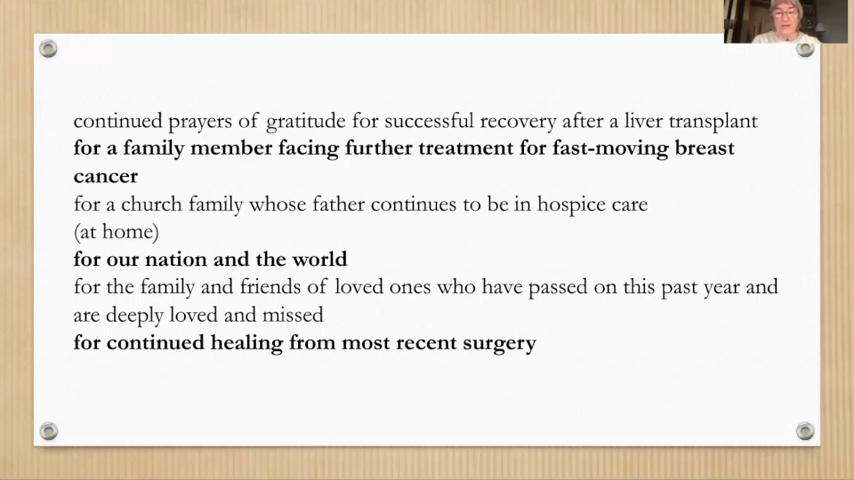 continued prayers of gratitude for successful recovery after a liver transplant
for a family member facing further treatment for fast-moving breast
cancer
for a church family whose father continues to be in hospice care
(at home)
for our nation and the world
for the family and friends of loved ones who have passed on this past year and
are deeply loved and missed
for continued healing from most recent surgery